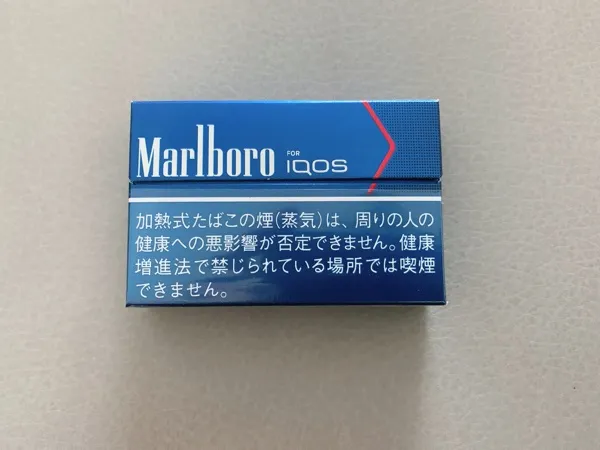 Marlboro FOR IQOS
加熱式たばこの煙(蒸気)は、周りの人の
健康への悪影響が否定できません。健康
増進法で禁じられている場所では喫煙
できません。